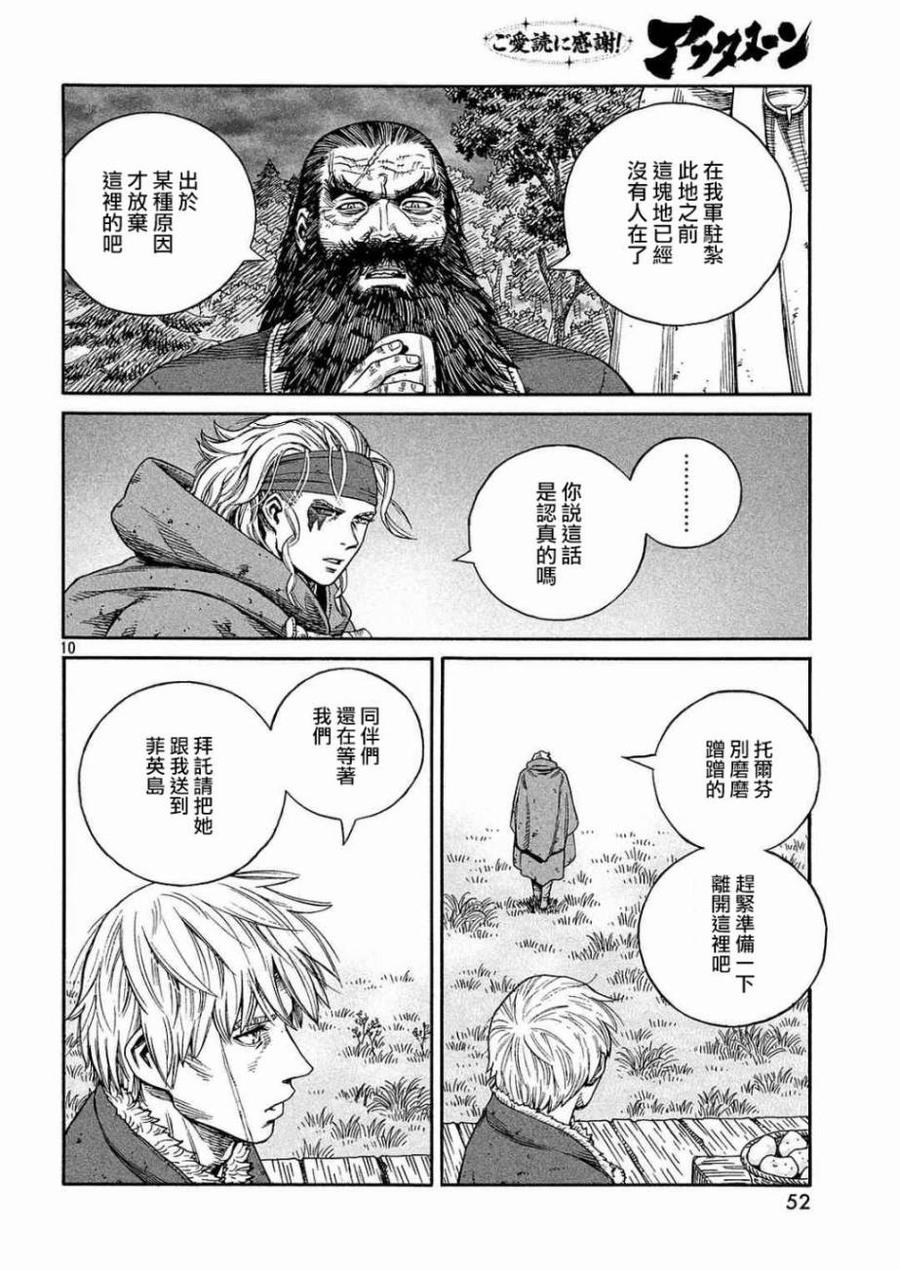 ご愛読に感謝!
アフタヌーン
在我軍駐紮
此地之前
這塊地已經
沒有人在了
出於
某種原因
才放棄
這裡的吧
………
你説這話
是認真的嗎
10
托爾芬
別磨磨
蹭蹭的
趕緊準備一下
離開這裡吧
同伴們
還在等著
我們
拜託請把她
跟我送到
菲英島
52